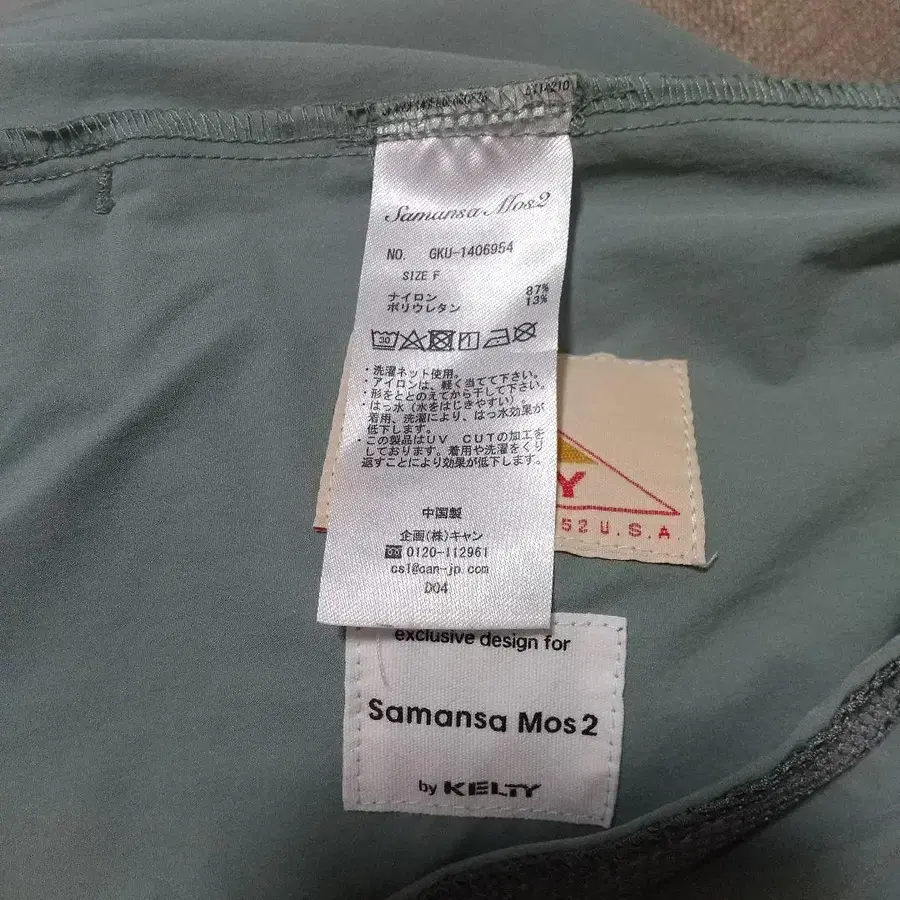 Samansa Mos2
NO. GKU-1406954
SIZE F
ナイロン 87%
ポリウレタン 13%
30
・洗濯ネット使用。
・アイロンは、軽く当てて下さい。
・形をととのえてから干して下さい。
・はっ水（水をはじきやすい）。
着用、洗濯により、はっ水効果が
低下します。
・この製品はUV CUTの加工を
しております。着用や洗濯をくり
返すことにより効果が低下します。
中国製
企画(株)キャン
0120-112961
cs1@can-jp.com
D04
Y
52 U.S.A
exclusive design for
Samansa Mos2
by KELTY